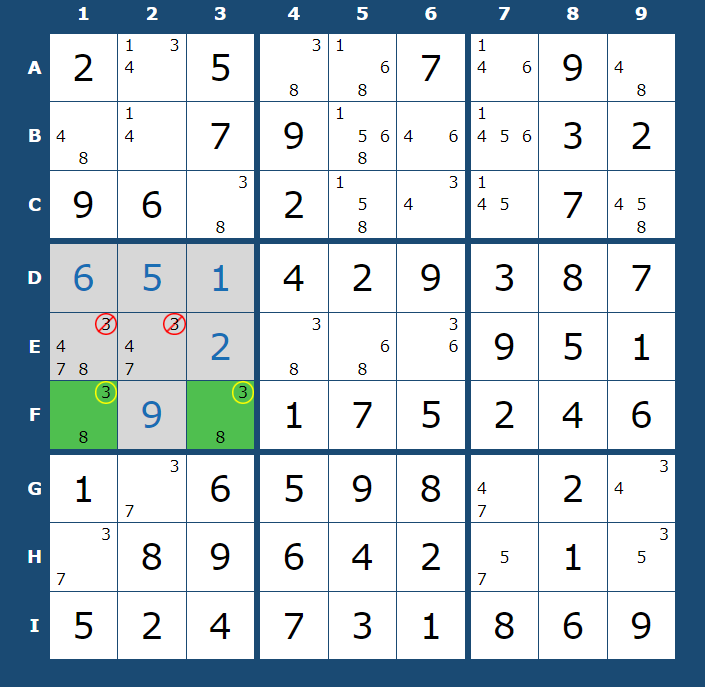 1 2 3 4 5 6 7 8 9
A 2 1 3 4 5 3 8 1 6 8 7 1 4 6 9 4 8
B 4 8 1 4 7 9 1 5 6 8 4 6 1 4 5 6 3 2
C 9 6 3 8 2 1 5 8 3 4 1 4 5 7 4 5 8
D 6 5 1 4 2 9 3 8 7
E 3 4 7 8 3 4 7 2 3 8 6 8 3 6 9 5 1
F 3 8 9 3 8 1 7 5 2 4 6
G 1 3 7 6 5 9 8 4 7 2 3 4
H 3 7 8 9 6 4 2 5 7 1 3 5
I 5 2 4 7 3 1 8 6 9